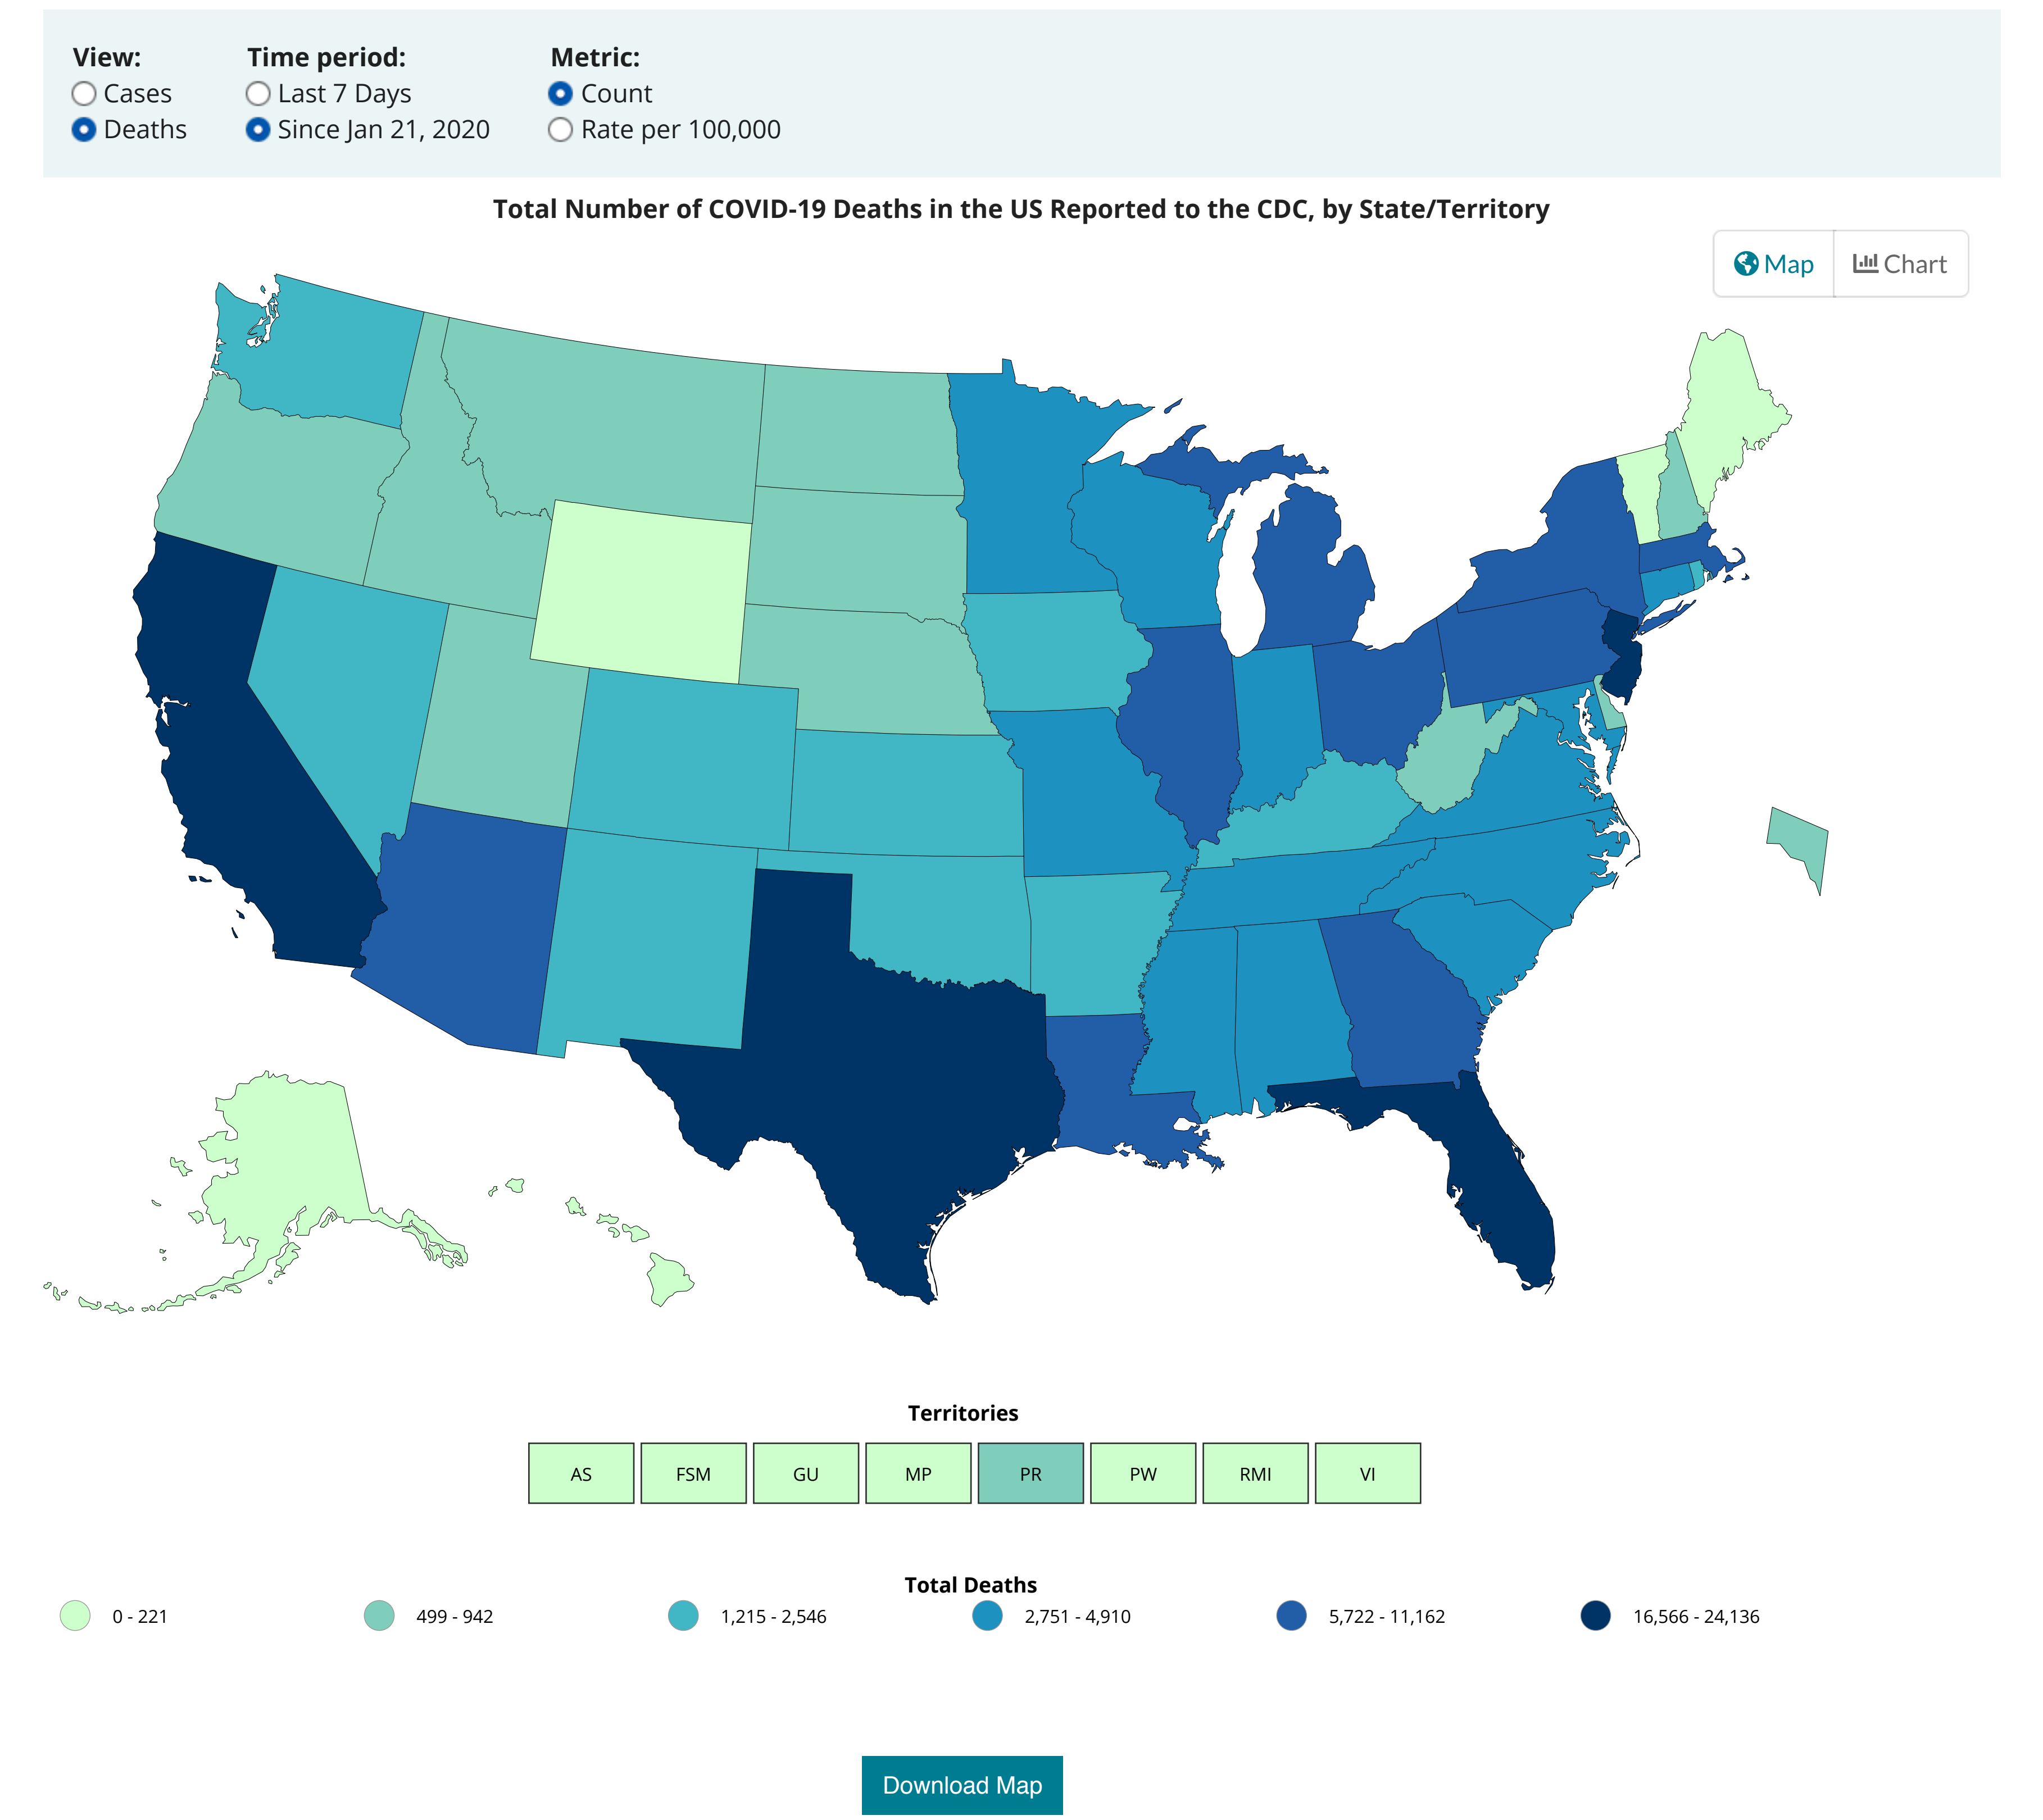 View:
Cases
Deaths
Time period:
Last 7 Days
Since Jan 21, 2020
Metric:
Count
Rate per 100,000
Total Number of COVID-19 Deaths in the US Reported to the CDC, by State/Territory
Map
Chart
Territories
AS
FSM
GU
MP
PR
PW
RMI
VI
Total Deaths
0 - 221
499 - 942
1,215 - 2,546
2,751 - 4,910
5,722 - 11,162
16,566 - 24,136
Download Map